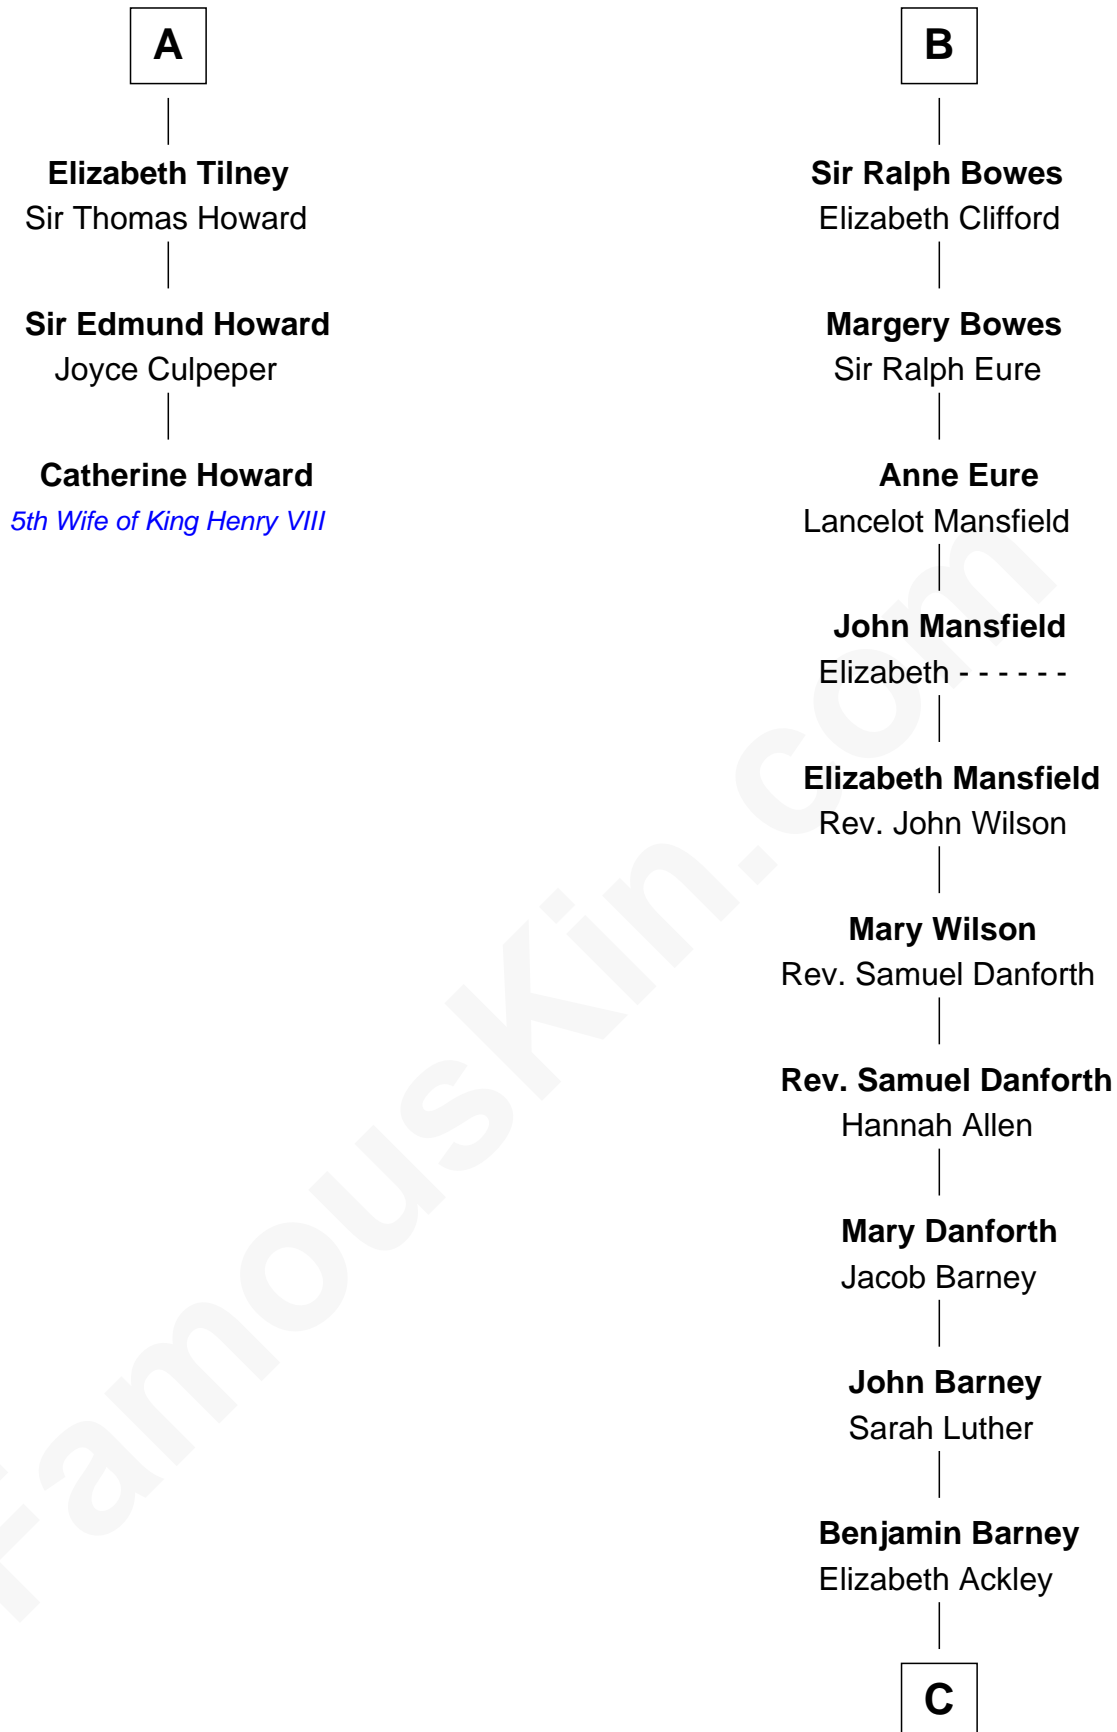 A
Elizabeth Tilney
Sir Thomas Howard
Sir Edmund Howard
Joyce Culpeper
Catherine Howard
5th Wife of King Henry VIII
B
Sir Ralph Bowes
Elizabeth Clifford
Margery Bowes
Sir Ralph Eure
Anne Eure
Lancelot Mansfield
John Mansfield
Elizabeth - - - - - -
Elizabeth Mansfield
Rev. John Wilson
Mary Wilson
Rev. Samuel Danforth
Rev. Samuel Danforth
Hannah Allen
Mary Danforth
Jacob Barney
John Barney
Sarah Luther
Benjamin Barney
Elizabeth Ackley
C
FamousKin.com